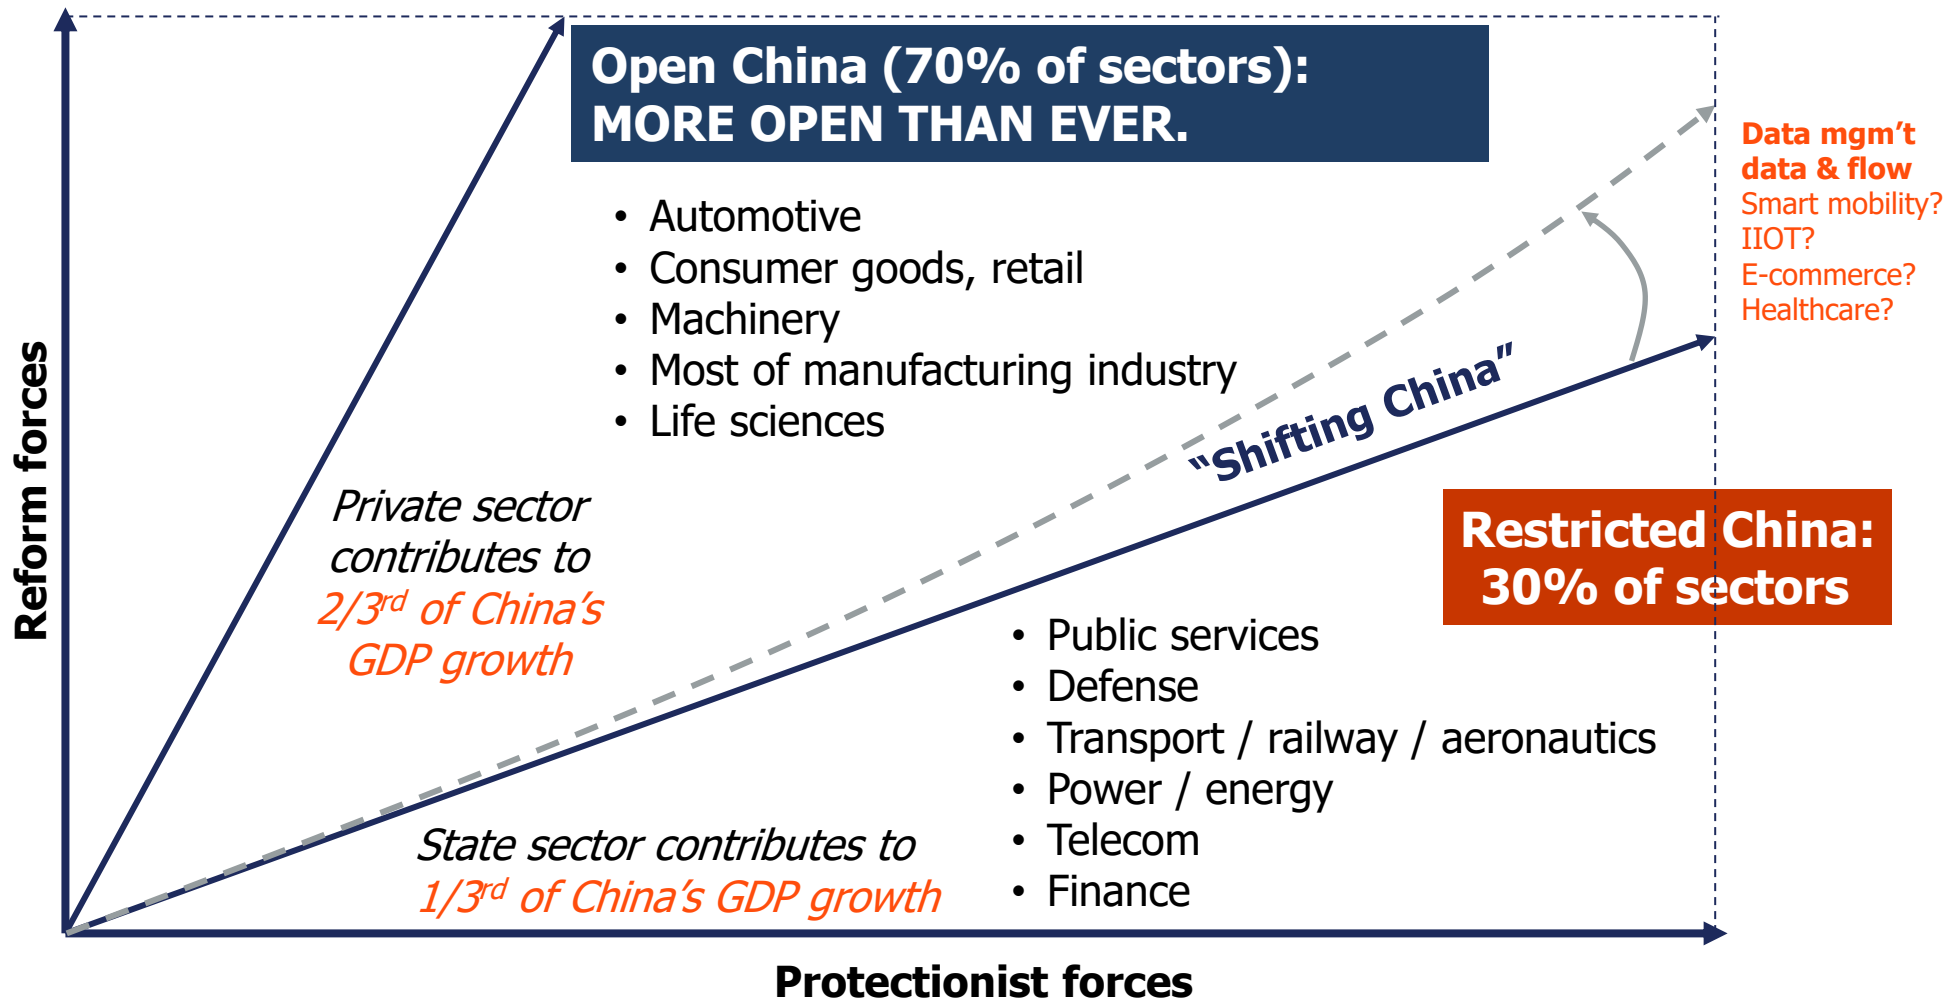 Open China (70% of sectors):
MORE OPEN THAN EVER.
• Automotive
• Consumer goods, retail
• Machinery
• Most of manufacturing industry
• Life sciences
Data mgm’t
data & flow
Smart mobility?
IIOT?
E-commerce?
Healthcare?
“Shifting China”
Reform forces
Private sector
contributes to
2/3rd of China’s
GDP growth
Restricted China:
30% of sectors
• Public services
• Defense
• Transport / railway / aeronautics
• Power / energy
• Telecom
• Finance
State sector contributes to
1/3rd of China’s GDP growth
Protectionist forces